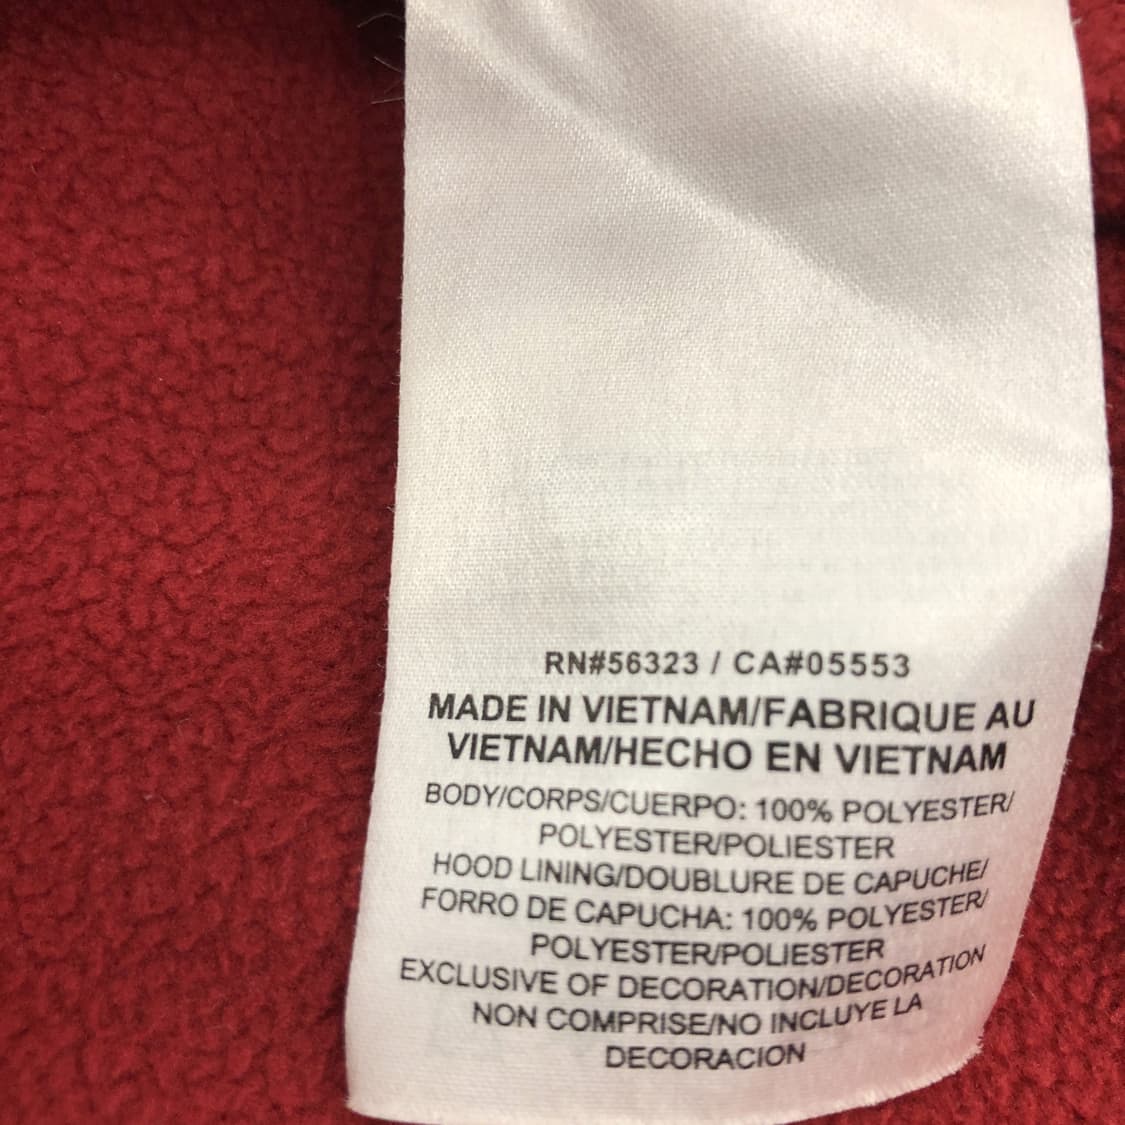 RN#56323 / CA#05553
MADE IN VIETNAM/FABRIQUE AU
VIETNAM/HECHO EN VIETNAM
BODY/CORPS/CUERPO: 100% POLYESTER/
POLYESTER/POLIESTER
HOOD LINING/DOUBLURE DE CAPUCHE/
FORRO DE CAPUCHA: 100% POLYESTER/
POLYESTER/POLIESTER
EXCLUSIVE OF DECORATION/DECORATION
NON COMPRISE/NO INCLUYE LA
DECORACION